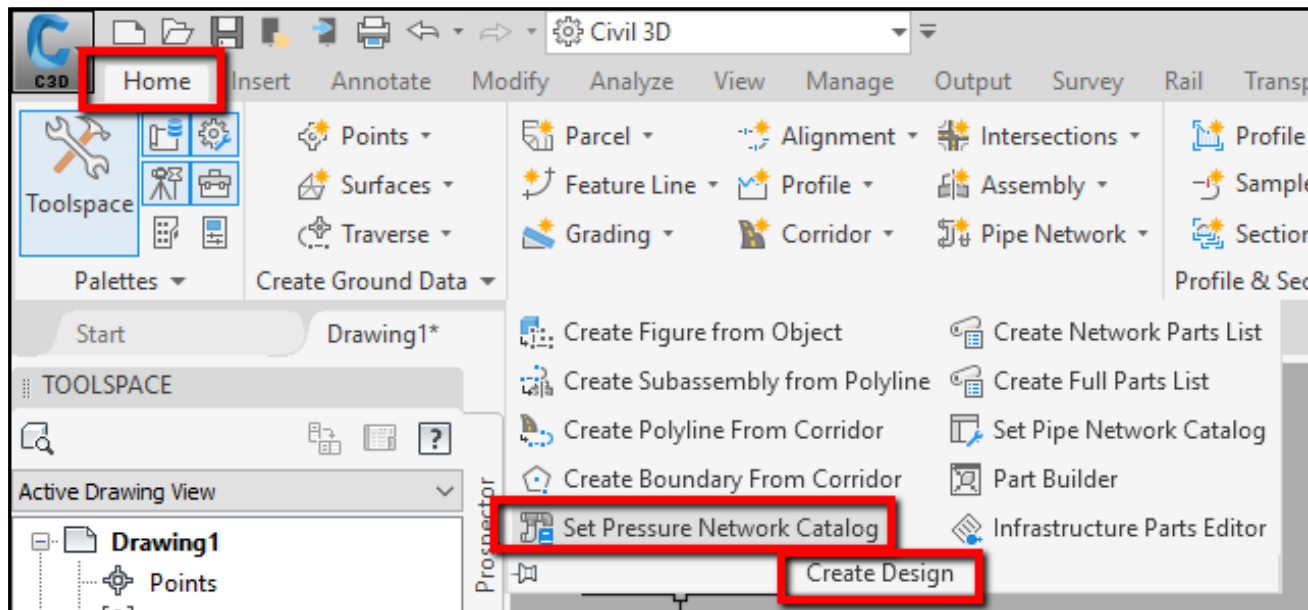 Civil 3D
C3D
Home Insert Annotate Modify Analyze View Manage Output Survey Rail Transp
Toolspace
Points
Surfaces
Traverse
Parcel
Feature Line
Grading
Alignment
Profile
Corridor
Intersections
Assembly
Pipe Network
Profile
Sample
Section
Palettes
Create Ground Data
Profile & Sec
Start
Drawing1*
Create Figure from Object
Create Subassembly from Polyline
Create Polyline From Corridor
Create Boundary From Corridor
Set Pressure Network Catalog
Create Network Parts List
Create Full Parts List
Set Pipe Network Catalog
Part Builder
Infrastructure Parts Editor
Create Design
TOOLSPACE
?
Active Drawing View
Drawing1
Points
Prospector